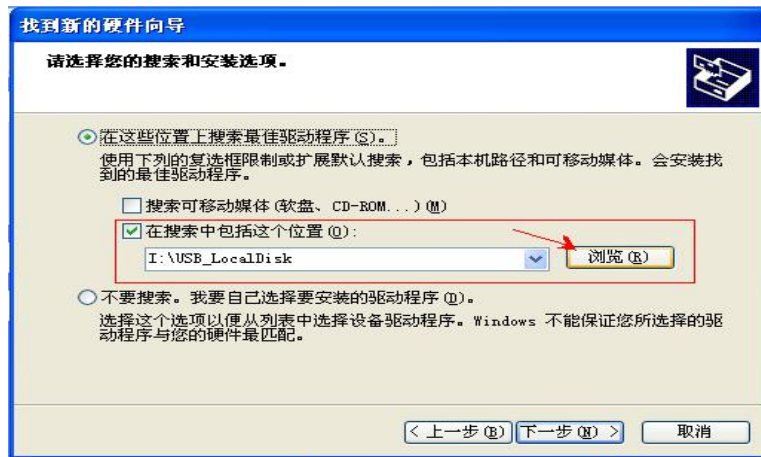 找到新的硬件向导
请选择您的搜索和安装选项。
在这些位置上搜索最佳驱动程序(S)。
使用下列的复选框限制或扩展默认搜索，包括本机路径和可移动媒体。会安装找
到的最佳驱动程序。
搜索可移动媒体(软盘、CD-ROM...)(M)
在搜索中包括这个位置(O):
I:\USB_LocalDisk
浏览(R)
不要搜索。我要自己选择要安装的驱动程序(D)。
选择这个选项以便从列表中选择设备驱动程序。Windows 不能保证您所选择的驱
动程序与您的硬件最匹配。
< 上一步(B) 下一步(N) > 取消